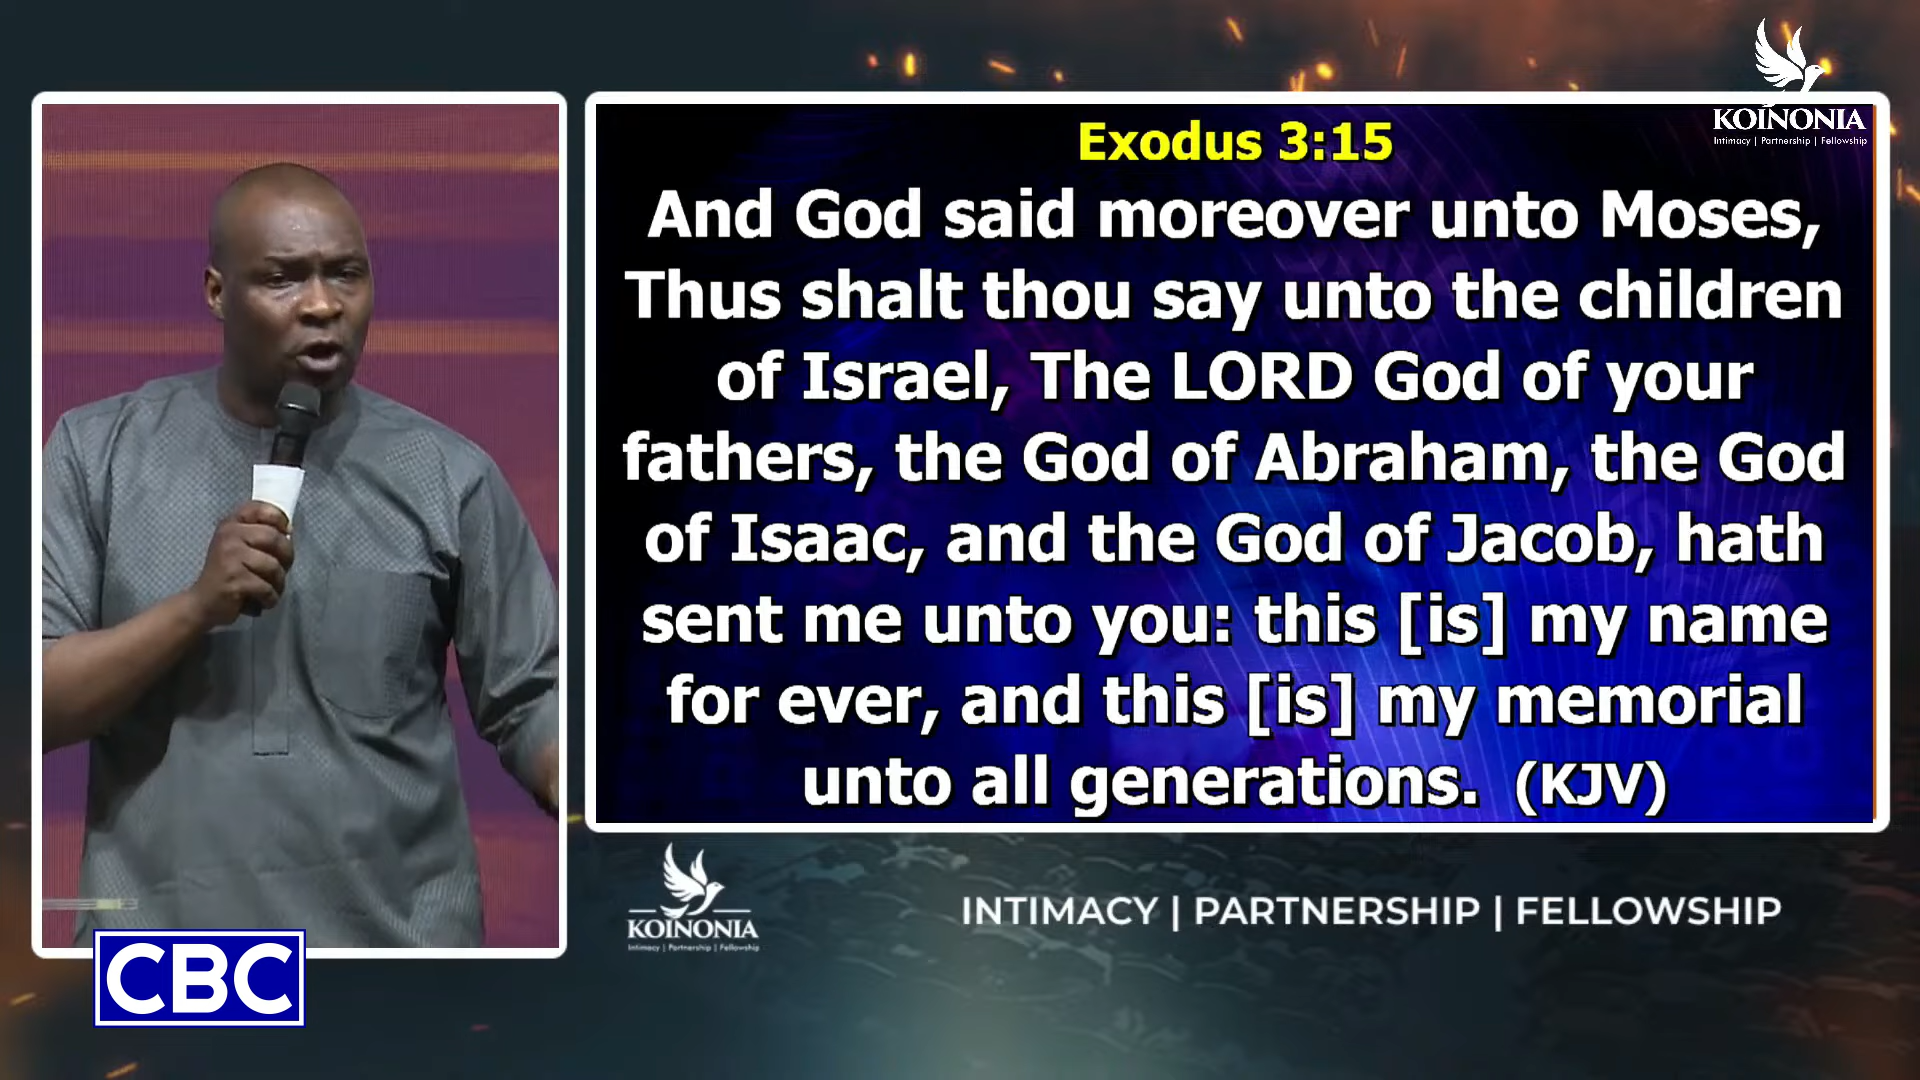 KOINONIA
Intimacy | Partnership | Fellowship
Exodus 3:15
And God said moreover unto Moses,
Thus shalt thou say unto the children
of Israel, The LORD God of your
fathers, the God of Abraham, the God
of Isaac, and the God of Jacob, hath
sent me unto you: this [is] my name
for ever, and this [is] my memorial
unto all generations. (KJV)
KOINONIA
Intimacy | Partnership | Fellowship
INTIMACY | PARTNERSHIP | FELLOWSHIP
CBC